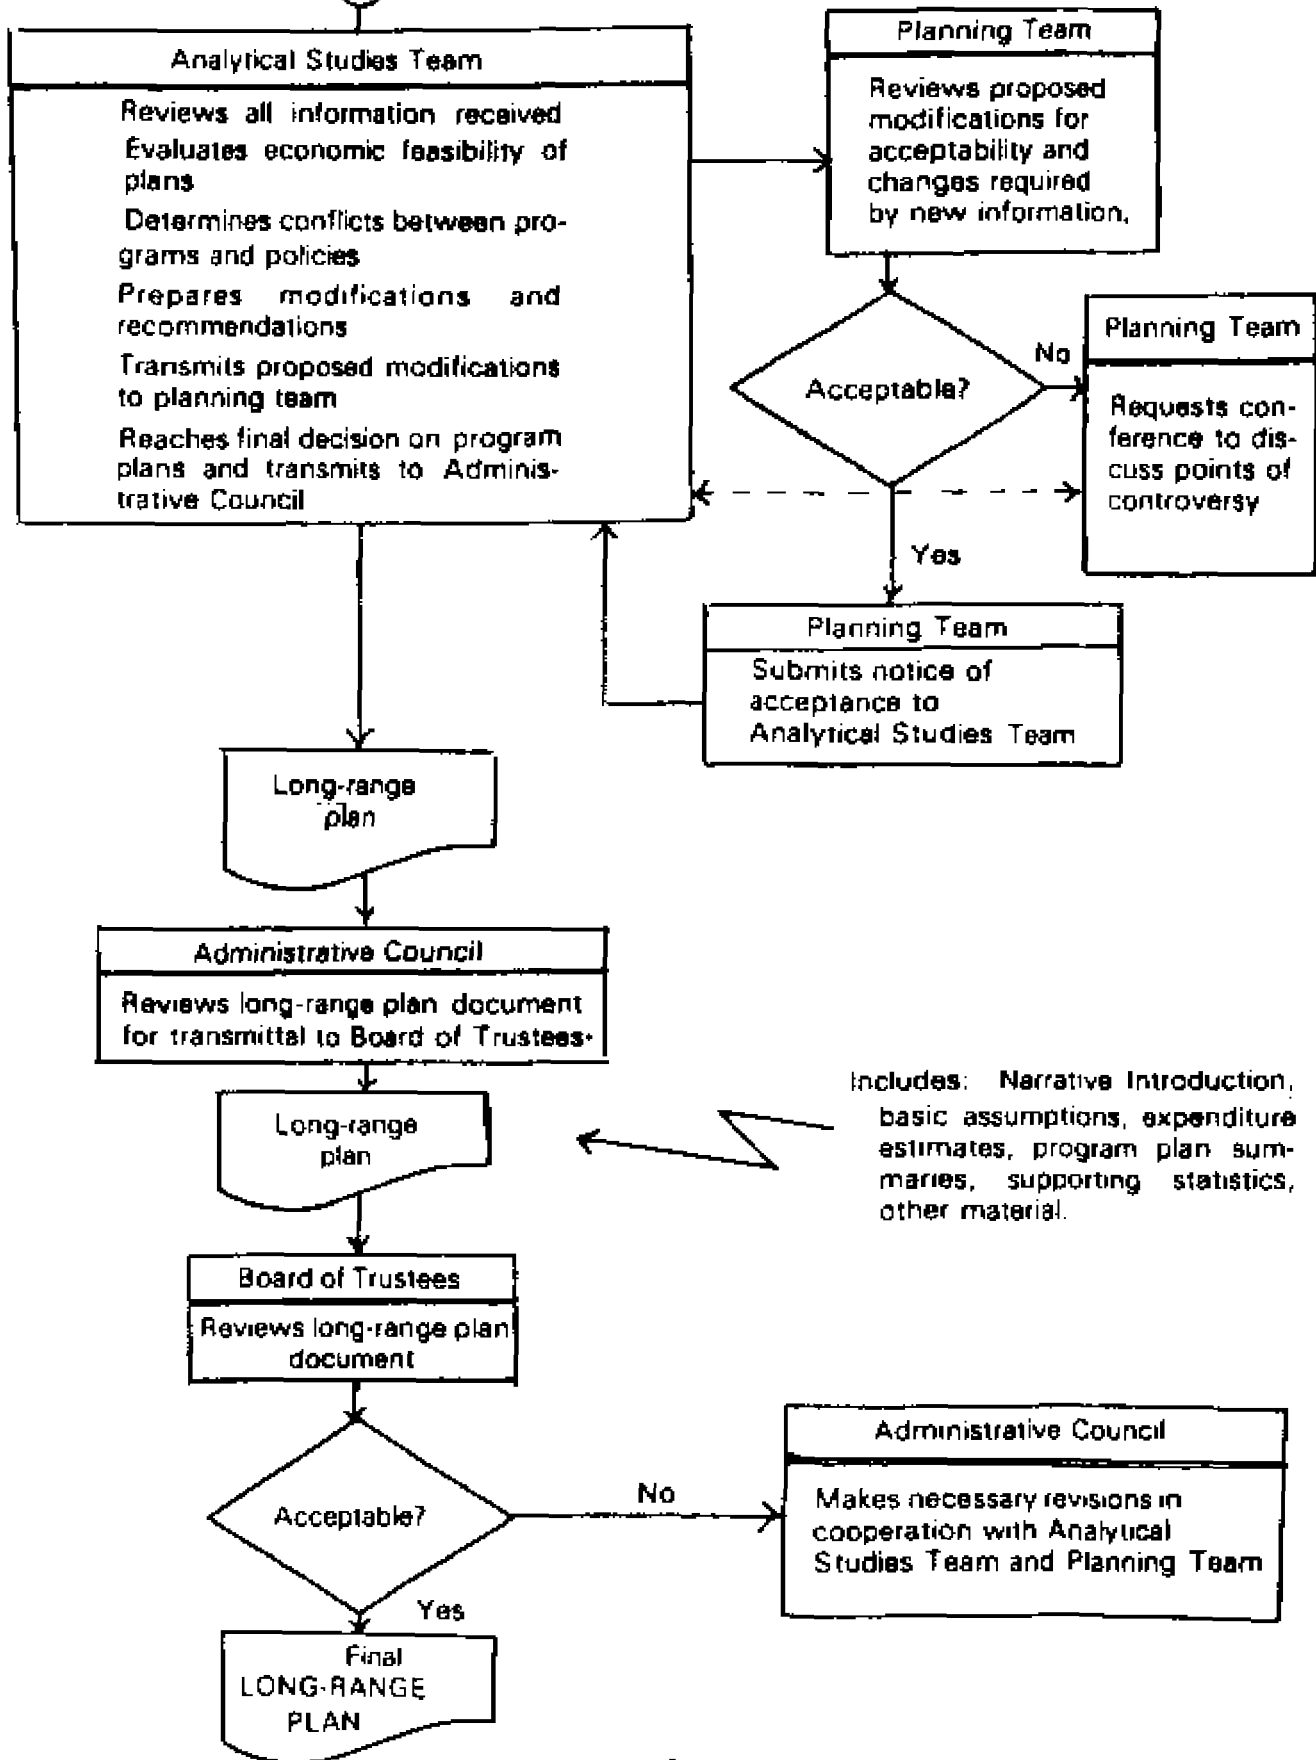 Analytical Studies Team
Reviews all information received
Evaluates economic feasibility of
plans
Determines conflicts between pro-
grams and policies
Prepares modifications and
recommendations
Transmits proposed modifications
to planning team
Reaches final decision on program
plans and transmits to Adminis-
trative Council
Planning Team
Reviews proposed
modifications for
acceptability and
changes required
by new information.
Acceptable?
No
Planning Team
Requests con-
ference to dis-
cuss points of
controversy
Yes
Planning Team
Submits notice of
acceptance to
Analytical Studies Team
Long-range
plan
Administrative Council
Reviews long-range plan document
for transmittal to Board of Trustees.
Long-range
plan
Includes: Narrative Introduction,
basic assumptions, expenditure
estimates, program plan sum-
maries, supporting statistics,
other material.
Board of Trustees
Reviews long-range plan
document
Acceptable?
No
Administrative Council
Makes necessary revisions in
cooperation with Analytical
Studies Team and Planning Team
Yes
Final
LONG-RANGE
PLAN